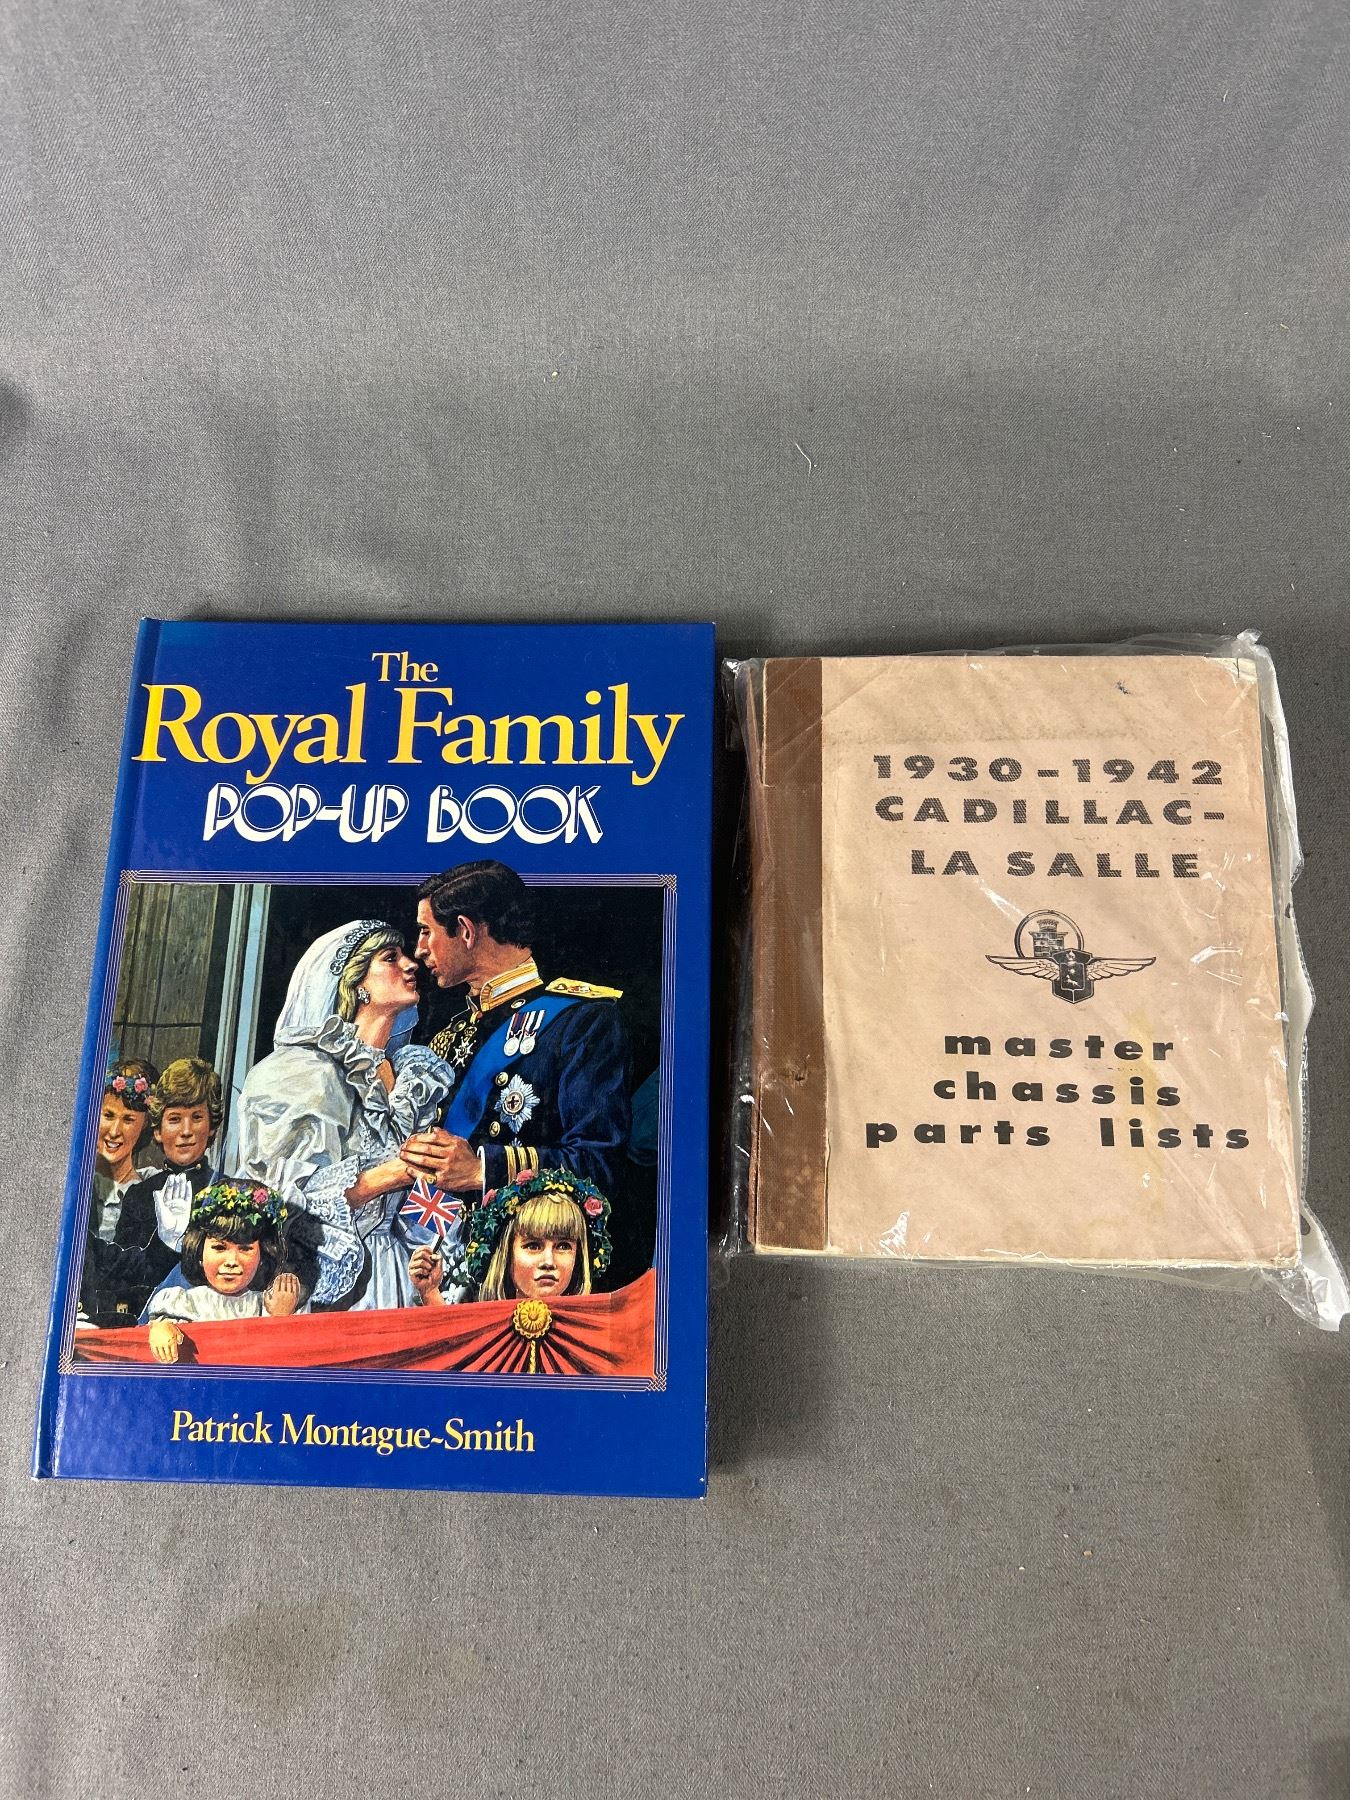 The
Royal Family
POP-UP BOOK
Patrick Montague~Smith
1930-1942
CADILLAC-
LA SALLE
master
chassis
parts lists